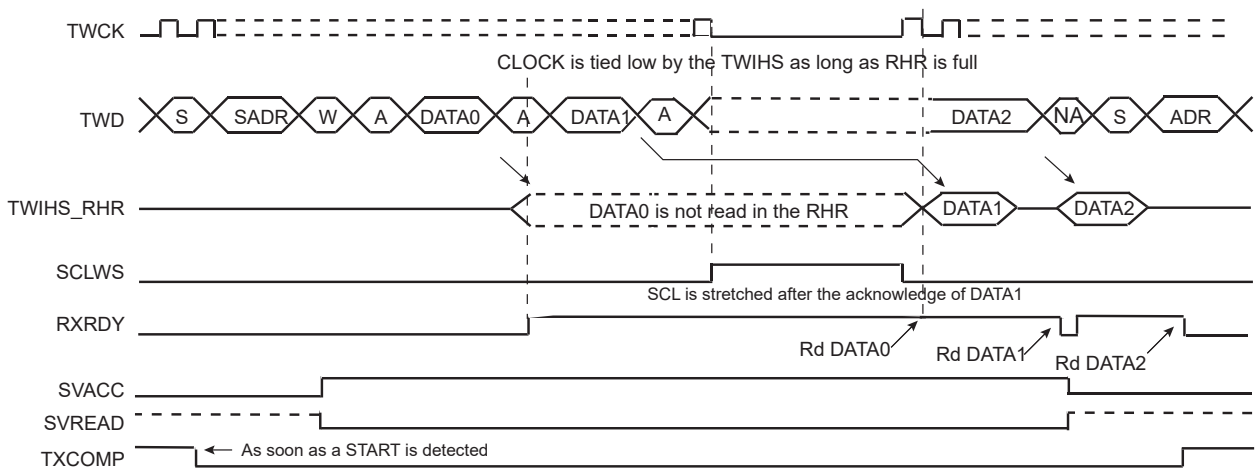 TWCK
CLOCK is tied low by the TWIHS as long as RHR is full
TWD S SADR W A DATA0 A DATA1 A DATA2 NA S ADR
TWIHS_RHR DATA0 is not read in the RHR DATA1 DATA2
SCLWS
SCL is stretched after the acknowledge of DATA1
RXRDY
Rd DATA0 Rd DATA1 Rd DATA2
SVACC
SVREAD
TXCOMP As soon as a START is detected